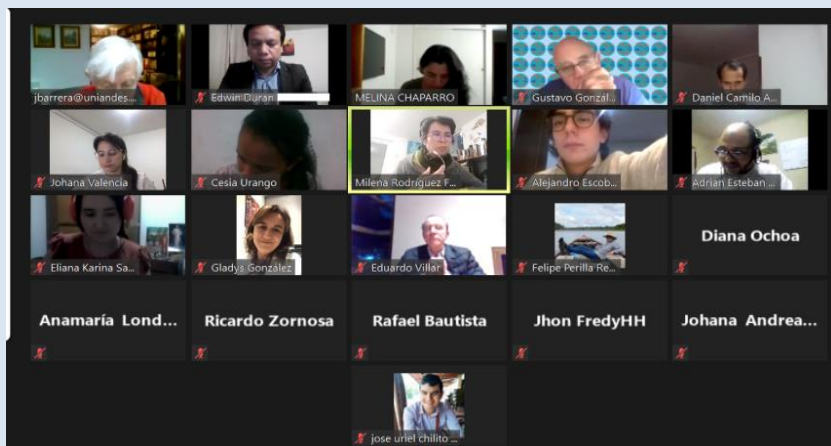 jbarrera@uniandes....
Edwin Duran
MELINA CHAPARRO
Gustavo Gonzál...
Daniel Camilo A...
Johana Valencia
Cesia Urango
Milena Rodríguez F...
Alejandro Escob...
Adrian Esteban ...
Eliana Karina Sa...
Gladys González
Eduardo Villar
Felipe Perilla Re...
Diana Ochoa
Anamaría Lond...
Ricardo Zornosa
Rafael Bautista
Jhon FredyHH
Johana Andrea...
jose uriel chilito ...